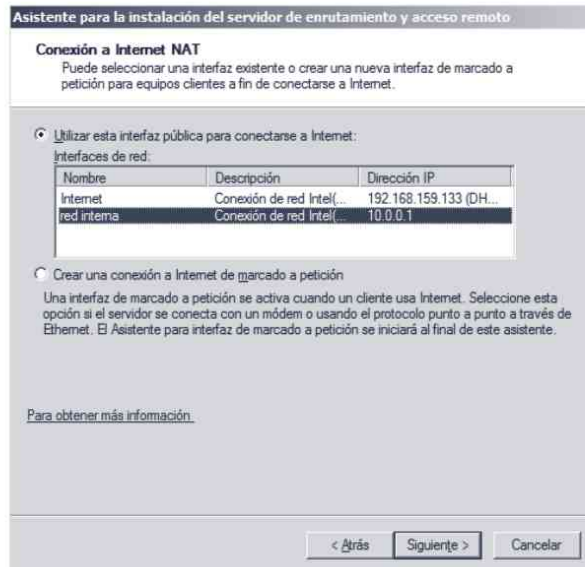 Asistente para la instalación del servidor de enrutamiento y acceso remoto
Conexión a Internet NAT
Puede seleccionar una interfaz existente o crear una nueva interfaz de marcado a
petición para equipos clientes a fin de conectarse a Internet.
Utilizar esta interfaz pública para conectarse a Internet:
Interfaces de red:
Nombre Descripción Dirección IP
Internet Conexión de red Intel(... 192.168.159.133 (DH...
red interna Conexión de red Intel(... 10.0.0.1
Crear una conexión a Internet de marcado a petición
Una interfaz de marcado a petición se activa cuando un cliente usa Internet. Seleccione esta
opción si el servidor se conecta con un módem o usando el protocolo punto a punto a través de
Ethernet. El Asistente para interfaz de marcado a petición se iniciará al final de este asistente.
Para obtener más información
< Atrás Siguiente > Cancelar